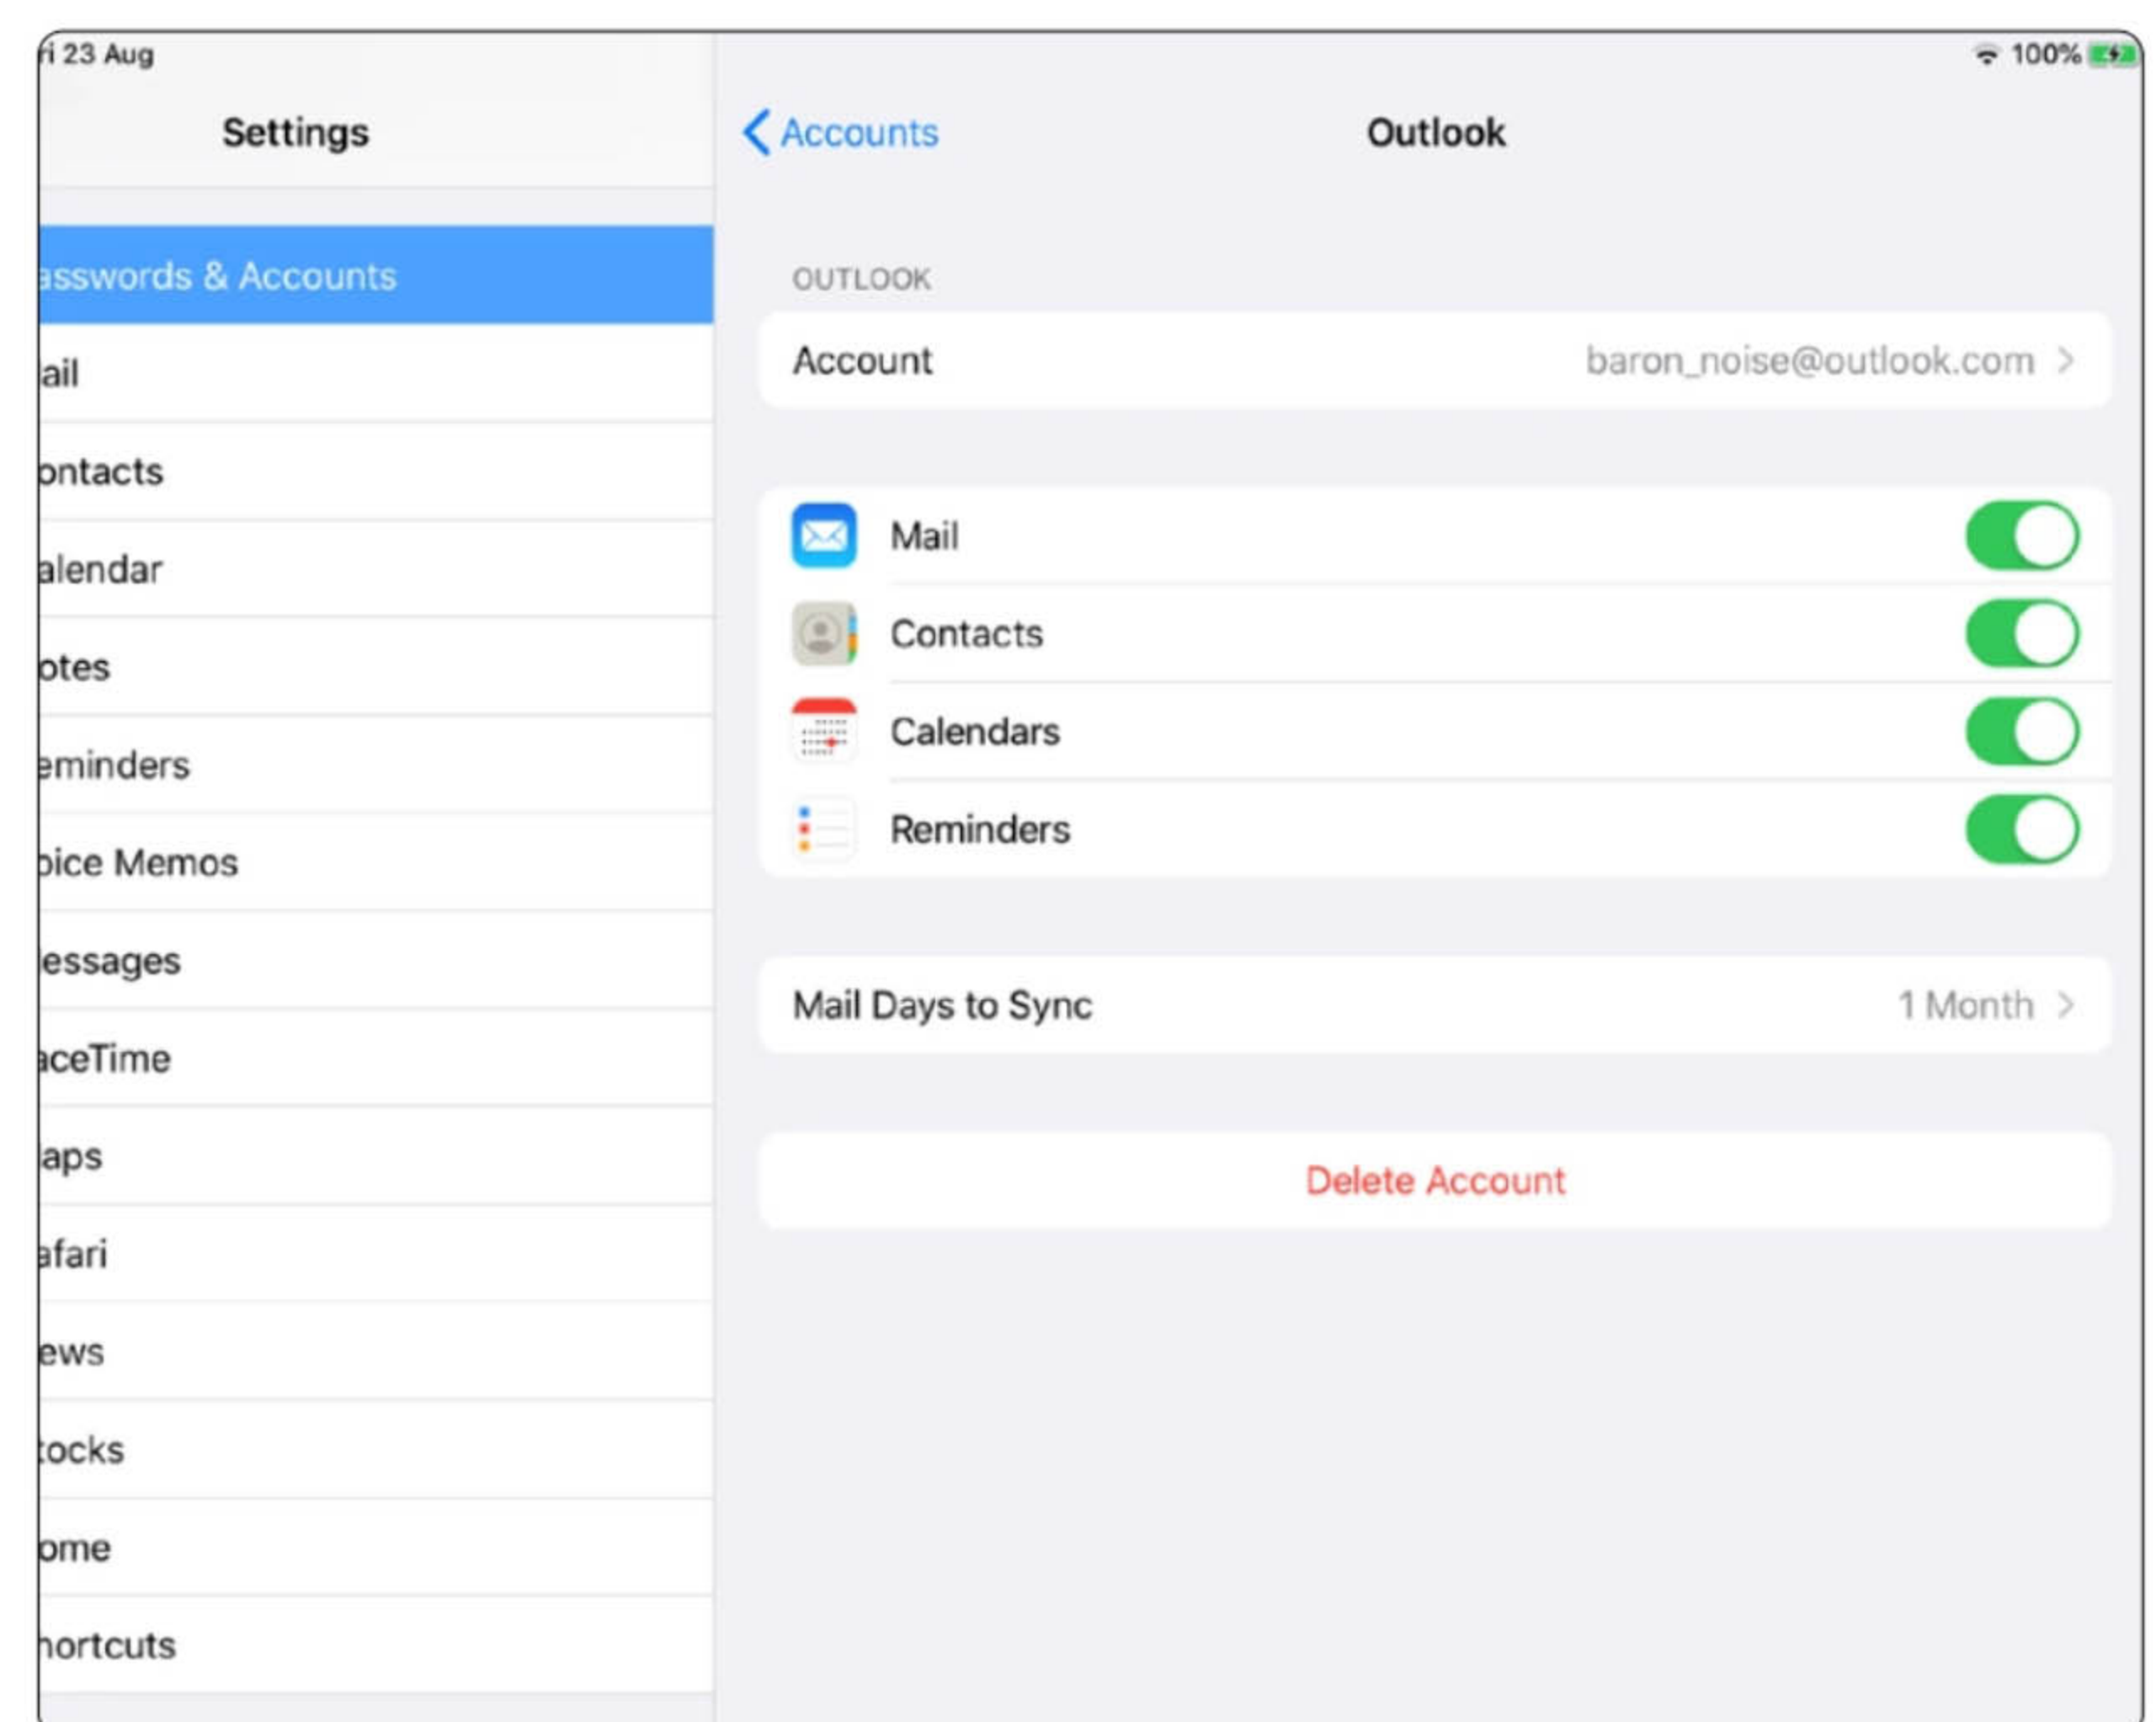 ri 23 Aug
100%
Settings
Accounts
Outlook
asswords & Accounts
ail
ontacts
alendar
otes
eminders
oice Memos
essages
aceTime
aps
afari
ews
tocks
ome
hortcuts
OUTLOOK
Account baron_noise@outlook.com
Mail
Contacts
Calendars
Reminders
Mail Days to Sync 1 Month
Delete Account